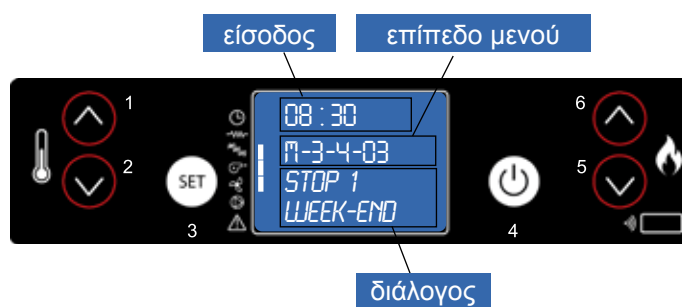 είσοδος
επίπεδο μενού
1
6
08:30
M-3-4-03
2
SET
STOP 1
5
WEEK-END
3
4
διάλογος